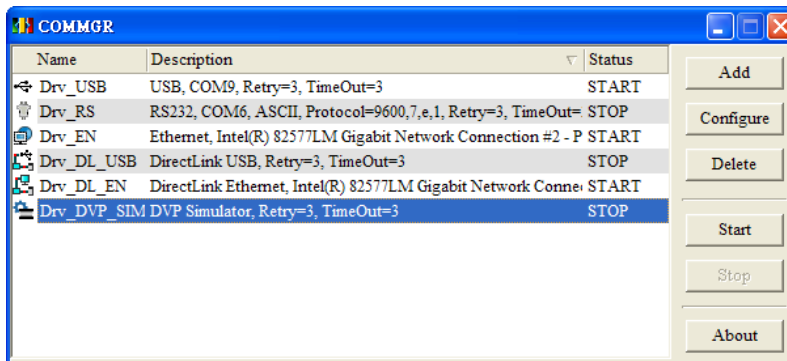 COMMGR
Name Description Status
Drv_USB USB, COM9, Retry=3, TimeOut=3 START
Drv_RS RS232, COM6, ASCII, Protocol=9600,7,e,1, Retry=3, TimeOut= STOP
Drv_EN Ethernet, Intel(R) 82577LM Gigabit Network Connection #2 - P START
Drv_DL_USB DirectLink USB, Retry=3, TimeOut=3 STOP
Drv_DL_EN DirectLink Ethernet, Intel(R) 82577LM Gigabit Network Conne START
Drv_DVP_SIM DVP Simulator, Retry=3, TimeOut=3 STOP
Add
Configure
Delete
Start
Stop
About